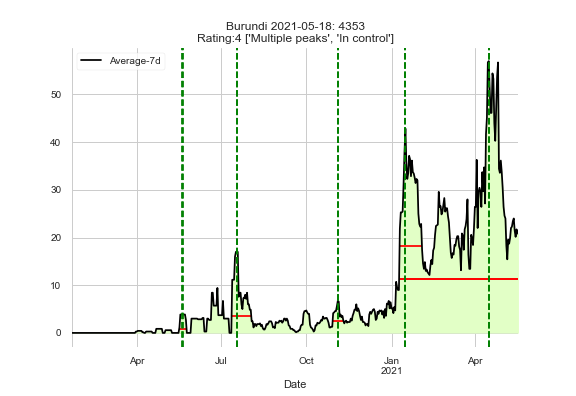 Burundi 2021-05-18: 4353
Rating:4 ['Multiple peaks', 'In control']
Average-7d
50
40
30
20
10
0
Apr
Jul
Oct
Jan
2021
Apr
Date